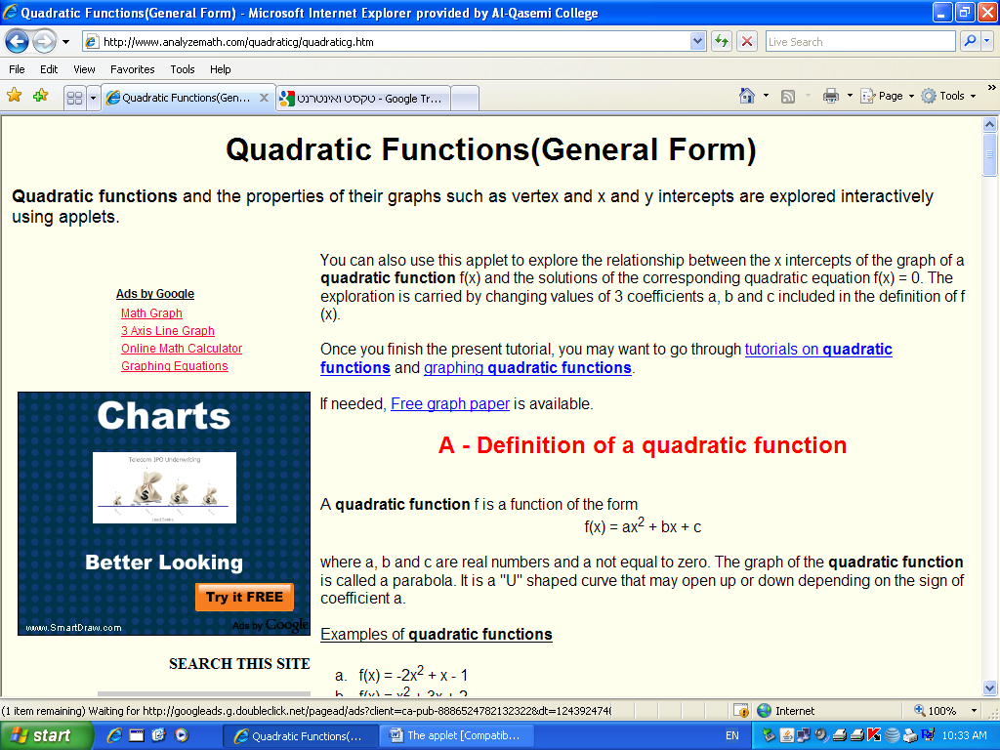 Quadratic Functions(General Form) - Microsoft Internet Explorer provided by Al-Qasemi College
http://www.analyzemath.com/quadraticg/quadraticg.htm
Live Search
File Edit View Favorites Tools Help
Quadratic Functions(Gen...
טקסט ואינטרנט - Google Tr...
Page Tools
Quadratic Functions(General Form)
Quadratic functions and the properties of their graphs such as vertex and x and y intercepts are explored interactively
using applets.
Ads by Google
Math Graph
3 Axis Line Graph
Online Math Calculator
Graphing Equations
Charts
Telecom IPO Underwriting
Better Looking
Try it FREE
www.SmartDraw.com
Ads by Google
SEARCH THIS SITE
You can also use this applet to explore the relationship between the x intercepts of the graph of a
quadratic function f(x) and the solutions of the corresponding quadratic equation f(x) = 0. The
exploration is carried by changing values of 3 coefficients a, b and c included in the definition of f
(x).
Once you finish the present tutorial, you may want to go through tutorials on quadratic
functions and graphing quadratic functions.
If needed, Free graph paper is available.
A - Definition of a quadratic function
A quadratic function f is a function of the form
f(x) = ax² + bx + c
where a, b and c are real numbers and a not equal to zero. The graph of the quadratic function
is called a parabola. It is a "U" shaped curve that may open up or down depending on the sign of
coefficient a.
Examples of quadratic functions
a. f(x) = -2x² + x - 1
b. f(x) = x² + 3x + 2
(1 item remaining) Waiting for http://googleads.g.doubleclick.net/pagead/ads?client=ca-pub-8886524782132322&dt=124392474(
Internet
100%
start
Quadratic Functions(...
The applet [Compatib...
EN
10:33 AM